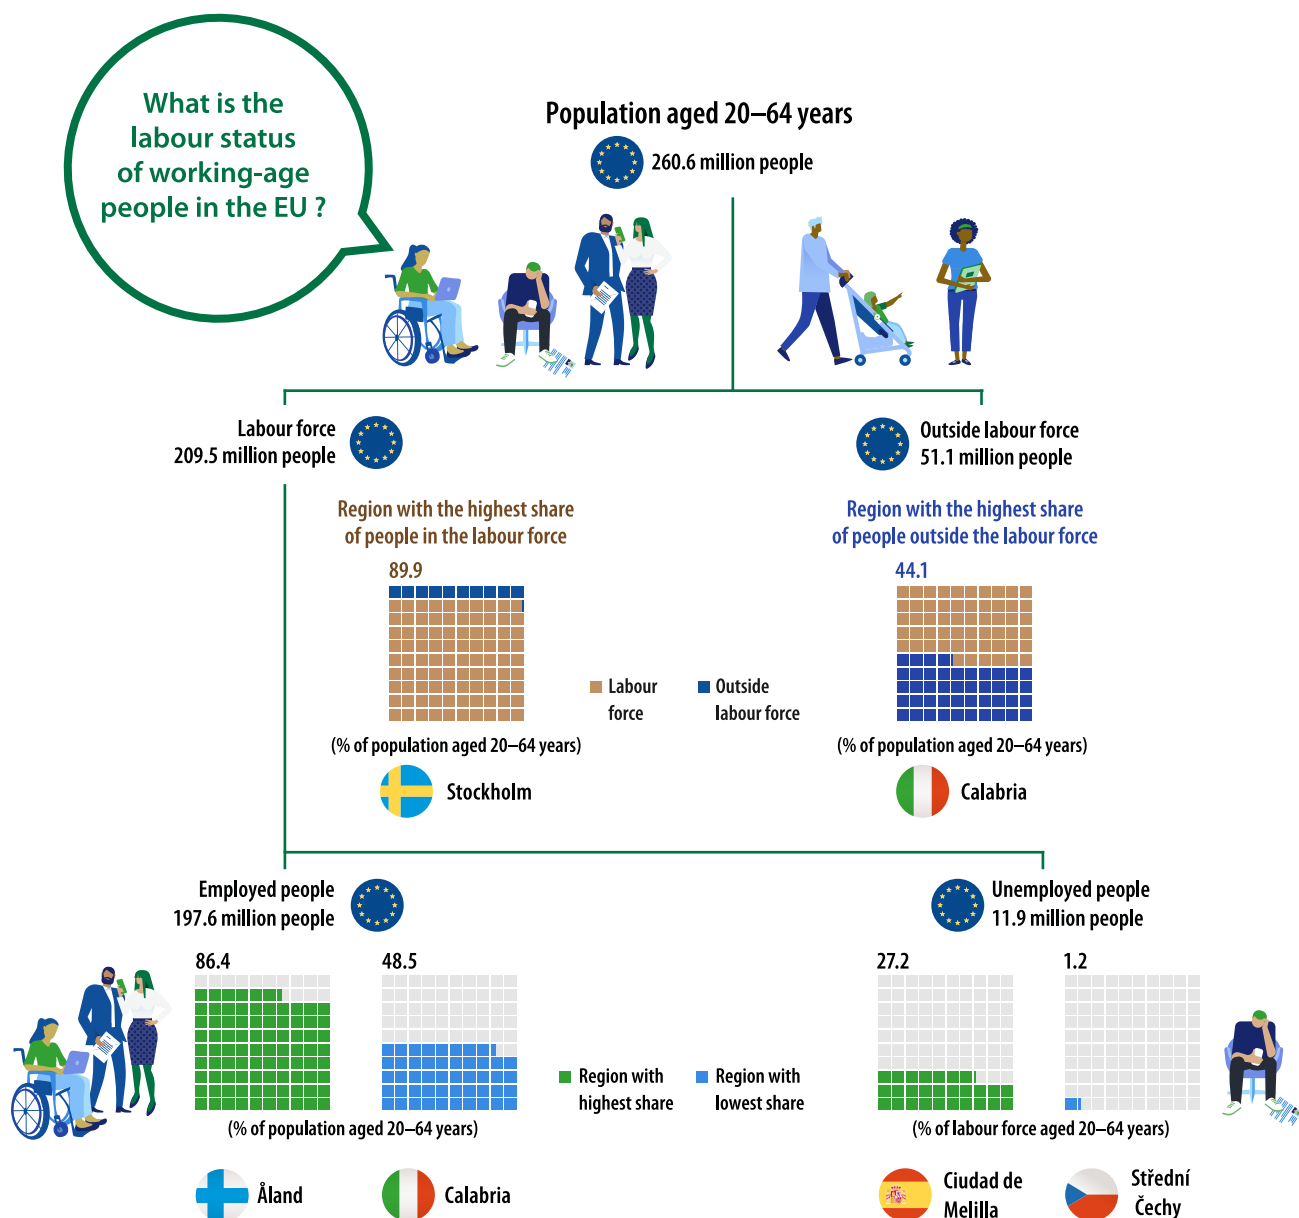 What is the
labour status
of working-age
people in the EU ?
Population aged 20–64 years
260.6 million people
Labour force
209.5 million people
Outside labour force
51.1 million people
Region with the highest share
of people in the labour force
89.9
Region with the highest share
of people outside the labour force
44.1
Labour
force
Outside
labour force
(% of population aged 20–64 years)
Stockholm
(% of population aged 20–64 years)
Calabria
Employed people
197.6 million people
Unemployed people
11.9 million people
86.4
48.5
27.2
1.2
Region with
highest share
Region with
lowest share
(% of population aged 20–64 years)
(% of labour force aged 20–64 years)
Åland
Calabria
Ciudad de
Melilla
Střední
Čechy